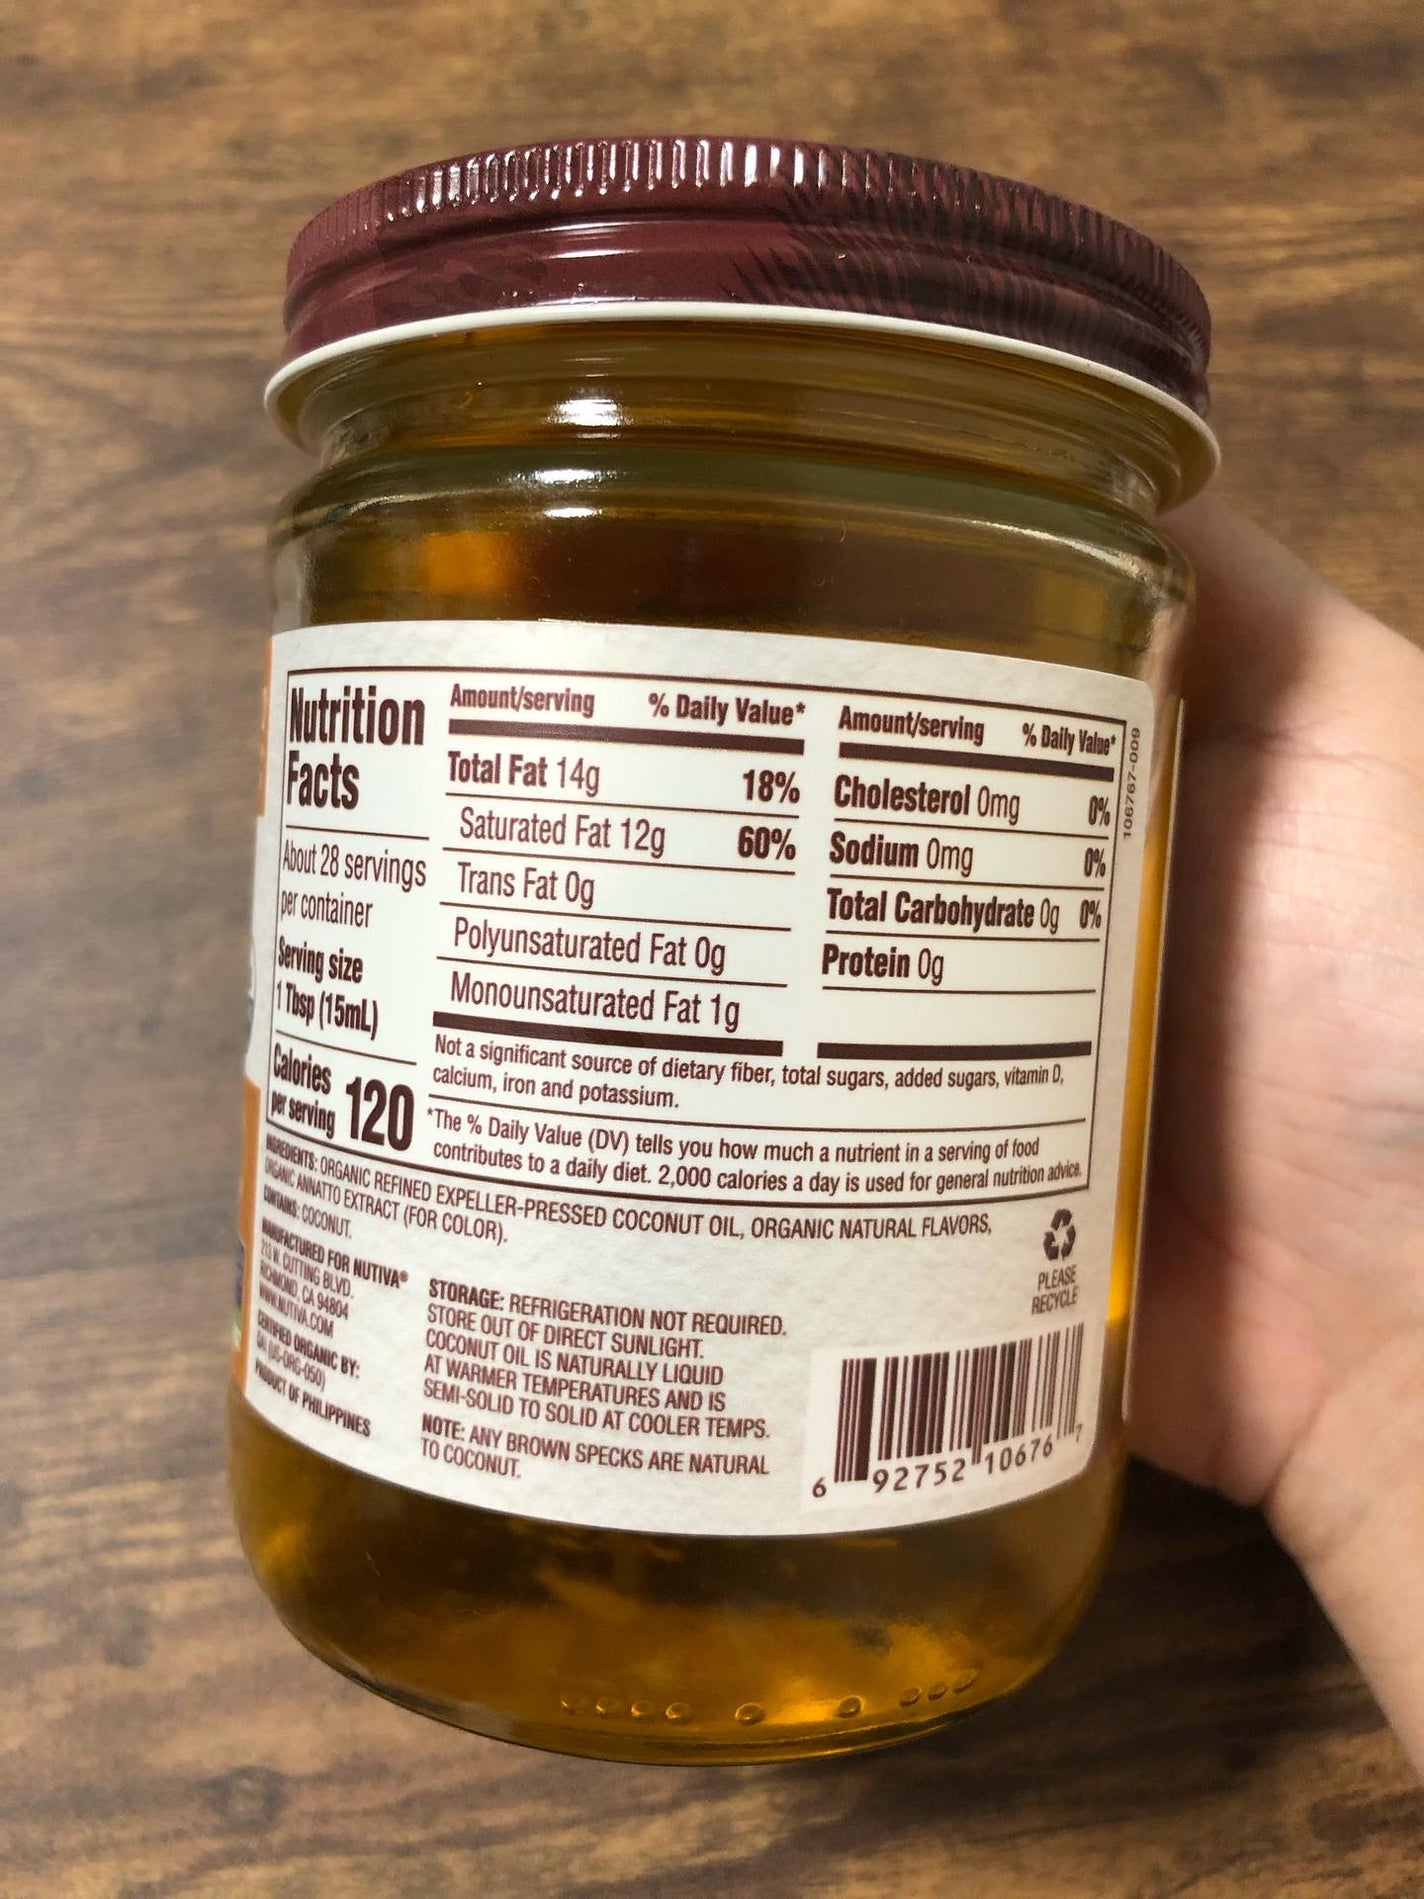 Nutrition
Facts
About 28 servings
per container
Serving size
1 Tbsp (15mL)
Calories
per serving 120
Amount/serving % Daily Value*
Total Fat 14g 18%
Saturated Fat 12g 60%
Trans Fat 0g
Polyunsaturated Fat 0g
Monounsaturated Fat 1g
Amount/serving % Daily Value*
Cholesterol 0mg 0%
Sodium 0mg 0%
Total Carbohydrate 0g 0%
Protein 0g
Not a significant source of dietary fiber, total sugars, added sugars, vitamin D,
calcium, iron and potassium.
*The % Daily Value (DV) tells you how much a nutrient in a serving of food
contributes to a daily diet. 2,000 calories a day is used for general nutrition advice.
106767-009
INGREDIENTS: ORGANIC REFINED EXPELLER-PRESSED COCONUT OIL, ORGANIC NATURAL FLAVORS,
ORGANIC ANNATTO EXTRACT (FOR COLOR).
CONTAINS: COCONUT.
MANUFACTURED FOR NUTIVA®
213 W. CUTTING BLVD.
RICHMOND, CA 94804
WWW.NUTIVA.COM
CERTIFIED ORGANIC BY:
QAI (US-ORG-050)
PRODUCT OF PHILIPPINES
STORAGE: REFRIGERATION NOT REQUIRED.
STORE OUT OF DIRECT SUNLIGHT.
COCONUT OIL IS NATURALLY LIQUID
AT WARMER TEMPERATURES AND IS
SEMI-SOLID TO SOLID AT COOLER TEMPS.
NOTE: ANY BROWN SPECKS ARE NATURAL
TO COCONUT.
PLEASE
RECYCLE
6 92752 10676 7